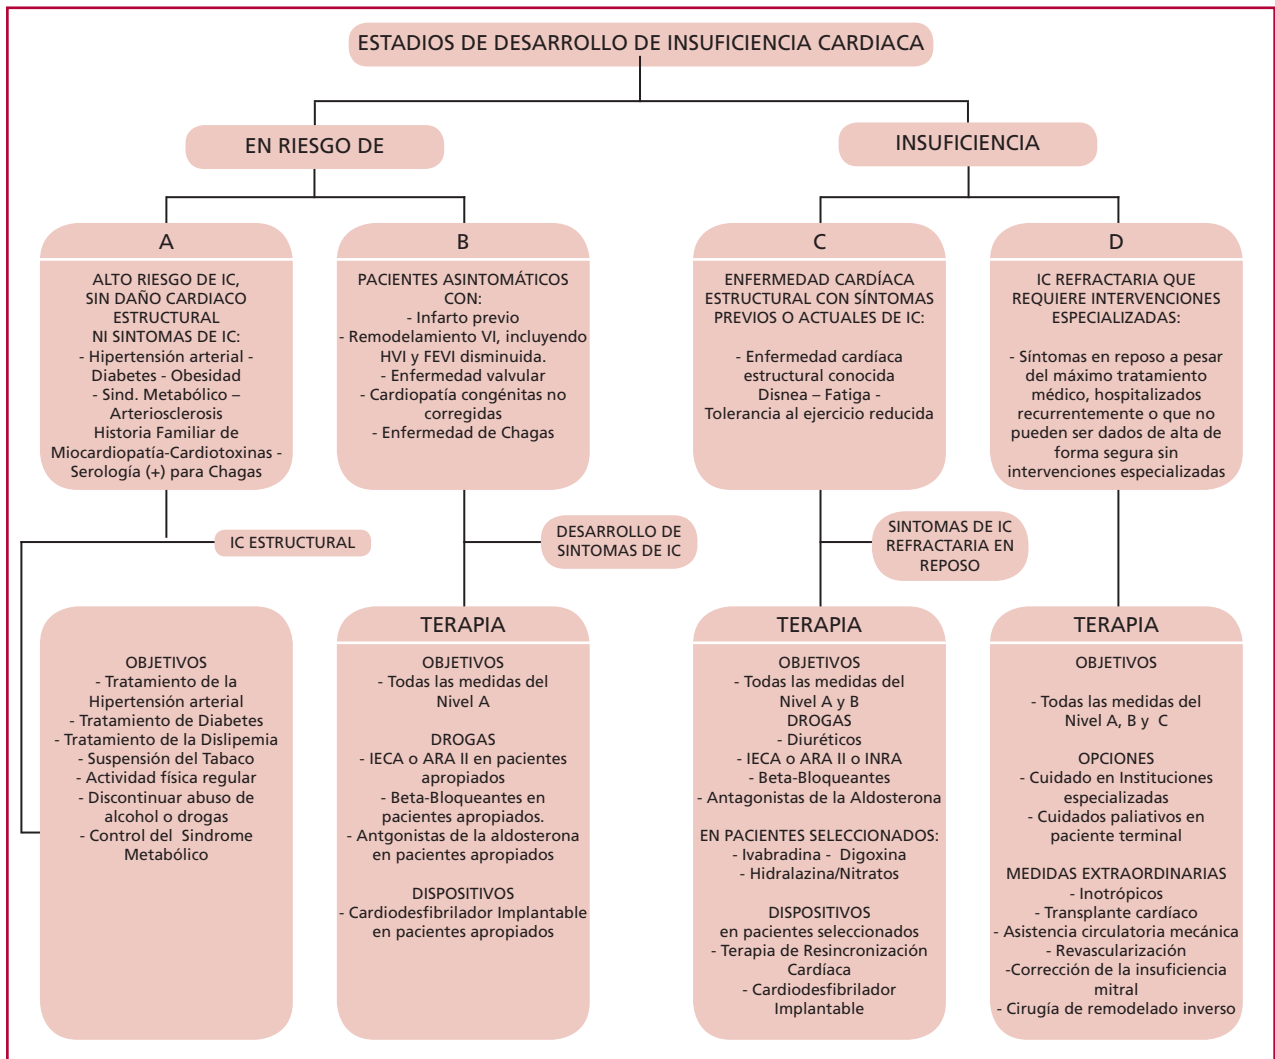 ESTADIOS DE DESARROLLO DE INSUFICIENCIA CARDIACA
EN RIESGO DE
INSUFICIENCIA
A
ALTO RIESGO DE IC,
SIN DAÑO CARDIACO
ESTRUCTURAL
NI SINTOMAS DE IC:
- Hipertensión arterial -
Diabetes - Obesidad
- Sind. Metabólico –
Arteriosclerosis
Historia Familiar de
Miocardiopatía-Cardiotoxinas -
Serología (+) para Chagas
B
PACIENTES ASINTOMÁTICOS
CON:
- Infarto previo
- Remodelamiento VI, incluyendo
HVI y FEVI disminuida.
- Enfermedad valvular
- Cardiopatía congénitas no
corregidas
- Enfermedad de Chagas
C
ENFERMEDAD CARDÍACA
ESTRUCTURAL CON SÍNTOMAS
PREVIOS O ACTUALES DE IC:
- Enfermedad cardíaca
estructural conocida
Disnea – Fatiga -
Tolerancia al ejercicio reducida
D
IC REFRACTARIA QUE
REQUIERE INTERVENCIONES
ESPECIALIZADAS:
- Síntomas en reposo a pesar
del máximo tratamiento
médico, hospitalizados
recurrentemente o que no
pueden ser dados de alta de
forma segura sin
intervenciones especializadas
IC ESTRUCTURAL
DESARROLLO DE
SINTOMAS DE IC
SINTOMAS DE IC
REFRACTARIA EN
REPOSO
OBJETIVOS
- Tratamiento de la
Hipertensión arterial
- Tratamiento de Diabetes
- Tratamiento de la Dislipemia
- Suspensión del Tabaco
- Actividad física regular
- Discontinuar abuso de
alcohol o drogas
- Control del Sindrome
Metabólico
TERAPIA
OBJETIVOS
- Todas las medidas del
Nivel A
DROGAS
- IECA o ARA II en pacientes
apropiados
- Beta-Bloqueantes en
pacientes apropiados.
- Antgonistas de la aldosterona
en pacientes apropiados
DISPOSITIVOS
- Cardiodesfibrilador Implantable
en pacientes apropiados
TERAPIA
OBJETIVOS
- Todas las medidas del
Nivel A y B
DROGAS
- Diuréticos
- IECA o ARA II o INRA
- Beta-Bloqueantes
- Antagonistas de la Aldosterona
EN PACIENTES SELECCIONADOS:
- Ivabradina - Digoxina
- Hidralazina/Nitratos
DISPOSITIVOS
en pacientes seleccionados
- Terapia de Resincronización
Cardíaca
- Cardiodesfibrilador
Implantable
TERAPIA
OBJETIVOS
- Todas las medidas del
Nivel A, B y C
OPCIONES
- Cuidado en Instituciones
especializadas
- Cuidados paliativos en
paciente terminal
MEDIDAS EXTRAORDINARIAS
- Inotrópicos
- Transplante cardíaco
- Asistencia circulatoria mecánica
- Revascularización
-Corrección de la insuficiencia
mitral
- Cirugía de remodelado inverso